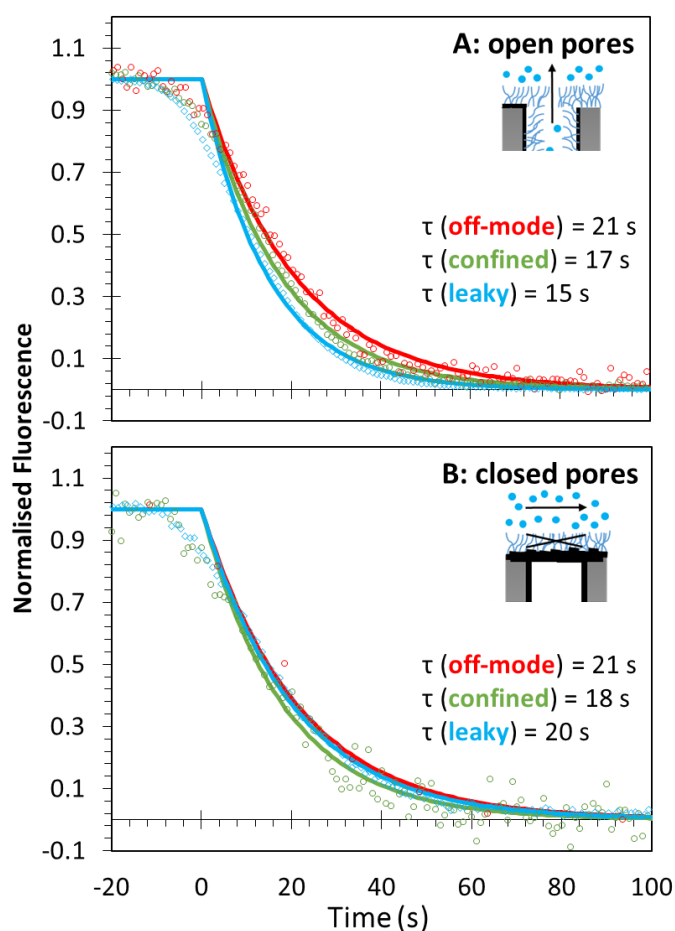 A: open pores
1.1
0.9
0.7
0.5
0.3
0.1
-0.1
τ (off-mode) = 21 s
τ (confined) = 17 s
τ (leaky) = 15 s
Normalised Fluorescence
B: closed pores
1.1
0.9
0.7
0.5
0.3
0.1
-0.1
τ (off-mode) = 21 s
τ (confined) = 18 s
τ (leaky) = 20 s
-20 0 20 40 60 80 100
Time (s)